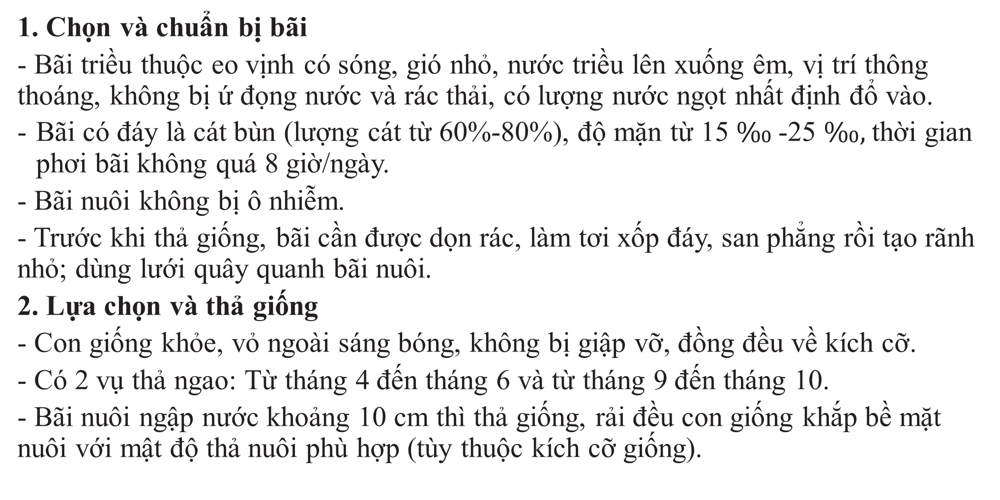 1. Chọn và chuẩn bị bãi
- Bãi triều thuộc eo vịnh có sóng, gió nhỏ, nước triều lên xuống êm, vị trí thông
thoáng, không bị ứ đọng nước và rác thải, có lượng nước ngọt nhất định đổ vào.
- Bãi có đáy là cát bùn (lượng cát từ 60%-80%), độ mặn từ 15 ‰ -25 ‰, thời gian
phơi bãi không quá 8 giờ/ngày.
- Bãi nuôi không bị ô nhiễm.
- Trước khi thả giống, bãi cần được dọn rác, làm tơi xốp đáy, san phẳng rồi tạo rãnh
nhỏ; dùng lưới quây quanh bãi nuôi.
2. Lựa chọn và thả giống
- Con giống khỏe, vỏ ngoài sáng bóng, không bị giập vỡ, đồng đều về kích cỡ.
- Có 2 vụ thả ngao: Từ tháng 4 đến tháng 6 và từ tháng 9 đến tháng 10.
- Bãi nuôi ngập nước khoảng 10 cm thì thả giống, rải đều con giống khắp bề mặt
nuôi với mật độ thả nuôi phù hợp (tùy thuộc kích cỡ giống).